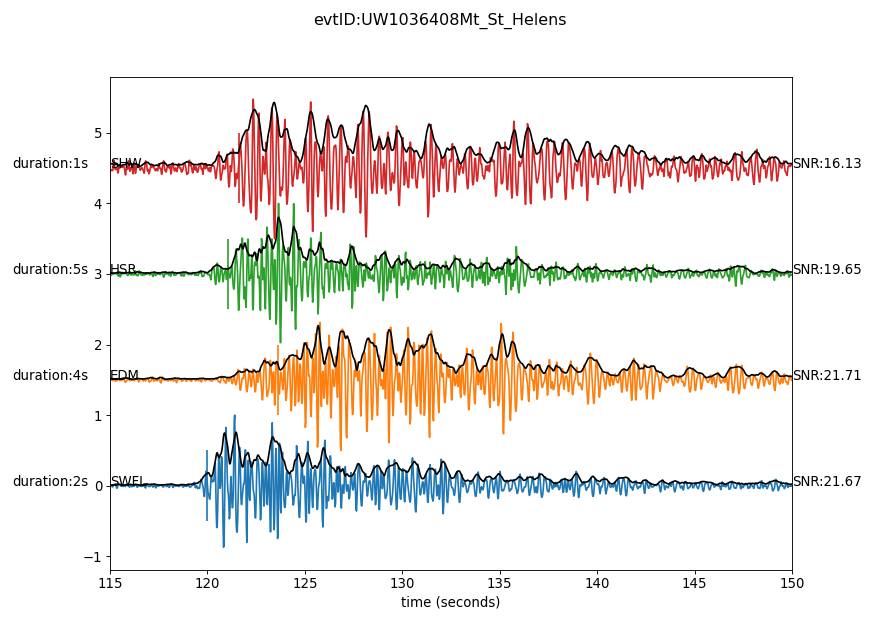 evtID:UW1036408Mt_St_Helens
5
duration:1s SHW SNR:16.13
4
duration:5s HSR SNR:19.65
3
2
duration:4s EDM SNR:21.71
1
duration:2s SWFL SNR:21.67
0
−1
115 120 125 130 135 140 145 150
time (seconds)